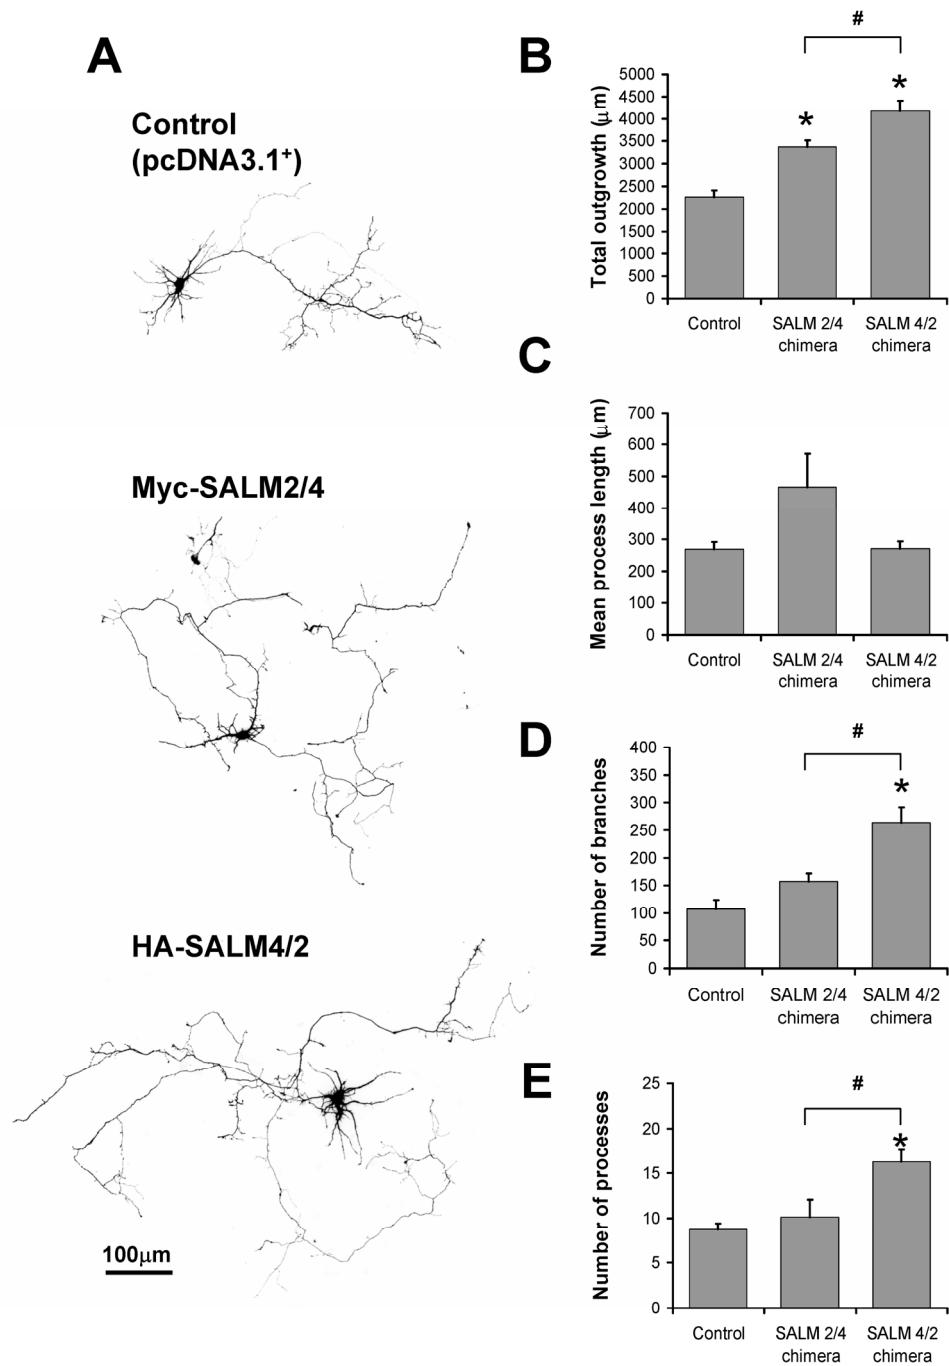 A
Control
(pcDNA3.1⁺)
Myc-SALM2/4
HA-SALM4/2
100μm
B
#
Total outgrowth (μm)
5000
4500
4000
3500
3000
2500
2000
1500
1000
500
0
*
*
Control
SALM 2/4
chimera
SALM 4/2
chimera
C
Mean process length (μm)
700
600
500
400
300
200
100
0
Control
SALM 2/4
chimera
SALM 4/2
chimera
D
#
Number of branches
400
350
300
250
200
150
100
50
0
*
Control
SALM 2/4
chimera
SALM 4/2
chimera
E
#
Number of processes
25
20
15
10
5
0
*
Control
SALM 2/4
chimera
SALM 4/2
chimera